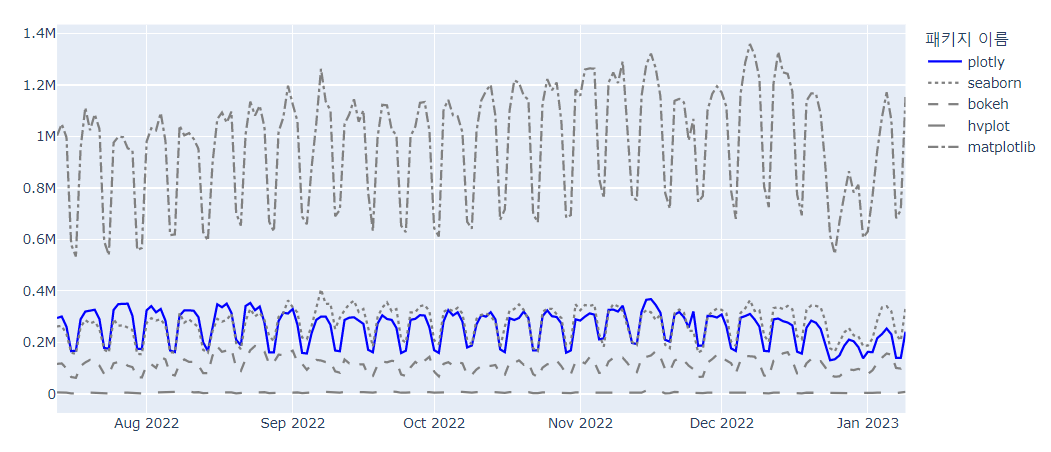 1.4M
1.2M
1M
0.8M
0.6M
0.4M
0.2M
0
Aug 2022
Sep 2022
Oct 2022
Nov 2022
Dec 2022
Jan 2023
패키지 이름
plotly
seaborn
bokeh
hvplot
matplotlib